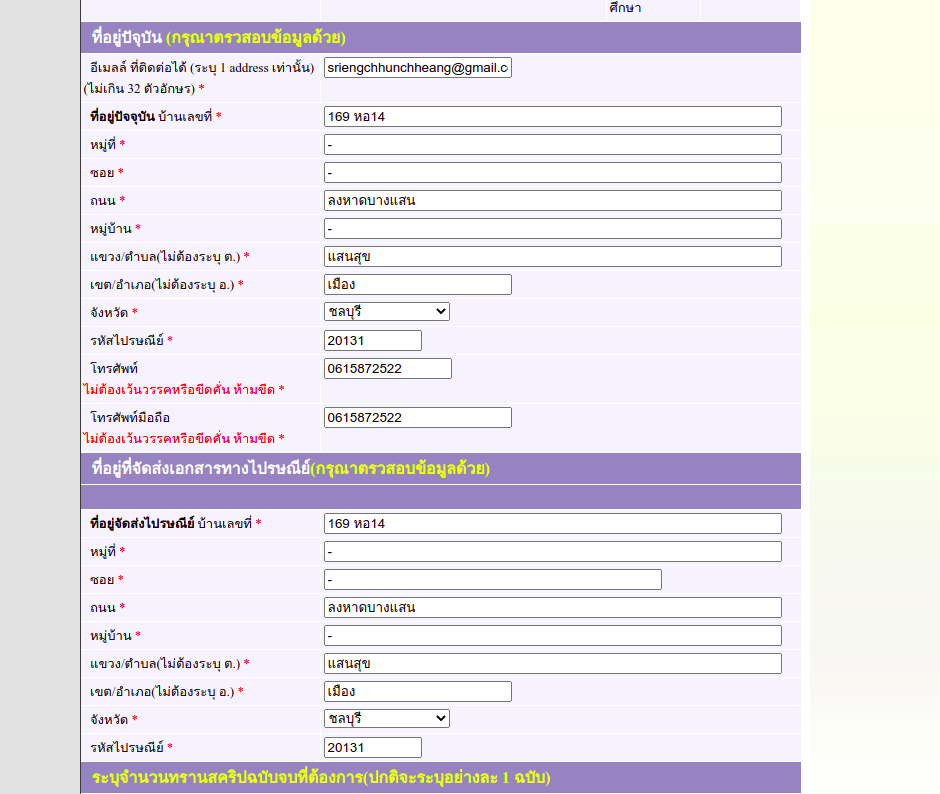 ศึกษา
ที่อยู่ปัจุบัน (กรุณาตรวสอบข้อมูลด้วย)
อีเมลล์ ที่ติดต่อได้ (ระบุ 1 address เท่านั้น) sriengchhunchheang@gmail.c
(ไม่เกิน 32 ตัวอักษร) *
ที่อยู่ปัจจุบัน บ้านเลขที่ * 169 หอ14
หมู่ที่ * -
ซอย * -
ถนน * ลงหาดบางแสน
หมู่บ้าน * -
แขวง/ตำบล(ไม่ต้องระบุ ต.) * แสนสุข
เขต/อำเภอ(ไม่ต้องระบุ อ.) * เมือง
จังหวัด * ชลบุรี
รหัสไปรษณีย์ * 20131
โทรศัพท์ 0615872522
ไม่ต้องเว้นวรรคหรือขีดคั่น ห้ามขีด *
โทรศัพท์มือถือ 0615872522
ไม่ต้องเว้นวรรคหรือขีดคั่น ห้ามขีด *
ที่อยู่ที่จัดส่งเอกสารทางไปรษณีย์(กรุณาตรวสอบข้อมูลด้วย)
ที่อยู่จัดส่งไปรษณีย์ บ้านเลขที่ * 169 หอ14
หมู่ที่ * -
ซอย * -
ถนน * ลงหาดบางแสน
หมู่บ้าน * -
แขวง/ตำบล(ไม่ต้องระบุ ต.) * แสนสุข
เขต/อำเภอ(ไม่ต้องระบุ อ.) * เมือง
จังหวัด * ชลบุรี
รหัสไปรษณีย์ * 20131
ระบุจำนวนทรานสคริปฉบับจบที่ต้องการ(ปกติจะระบุอย่างละ 1 ฉบับ)